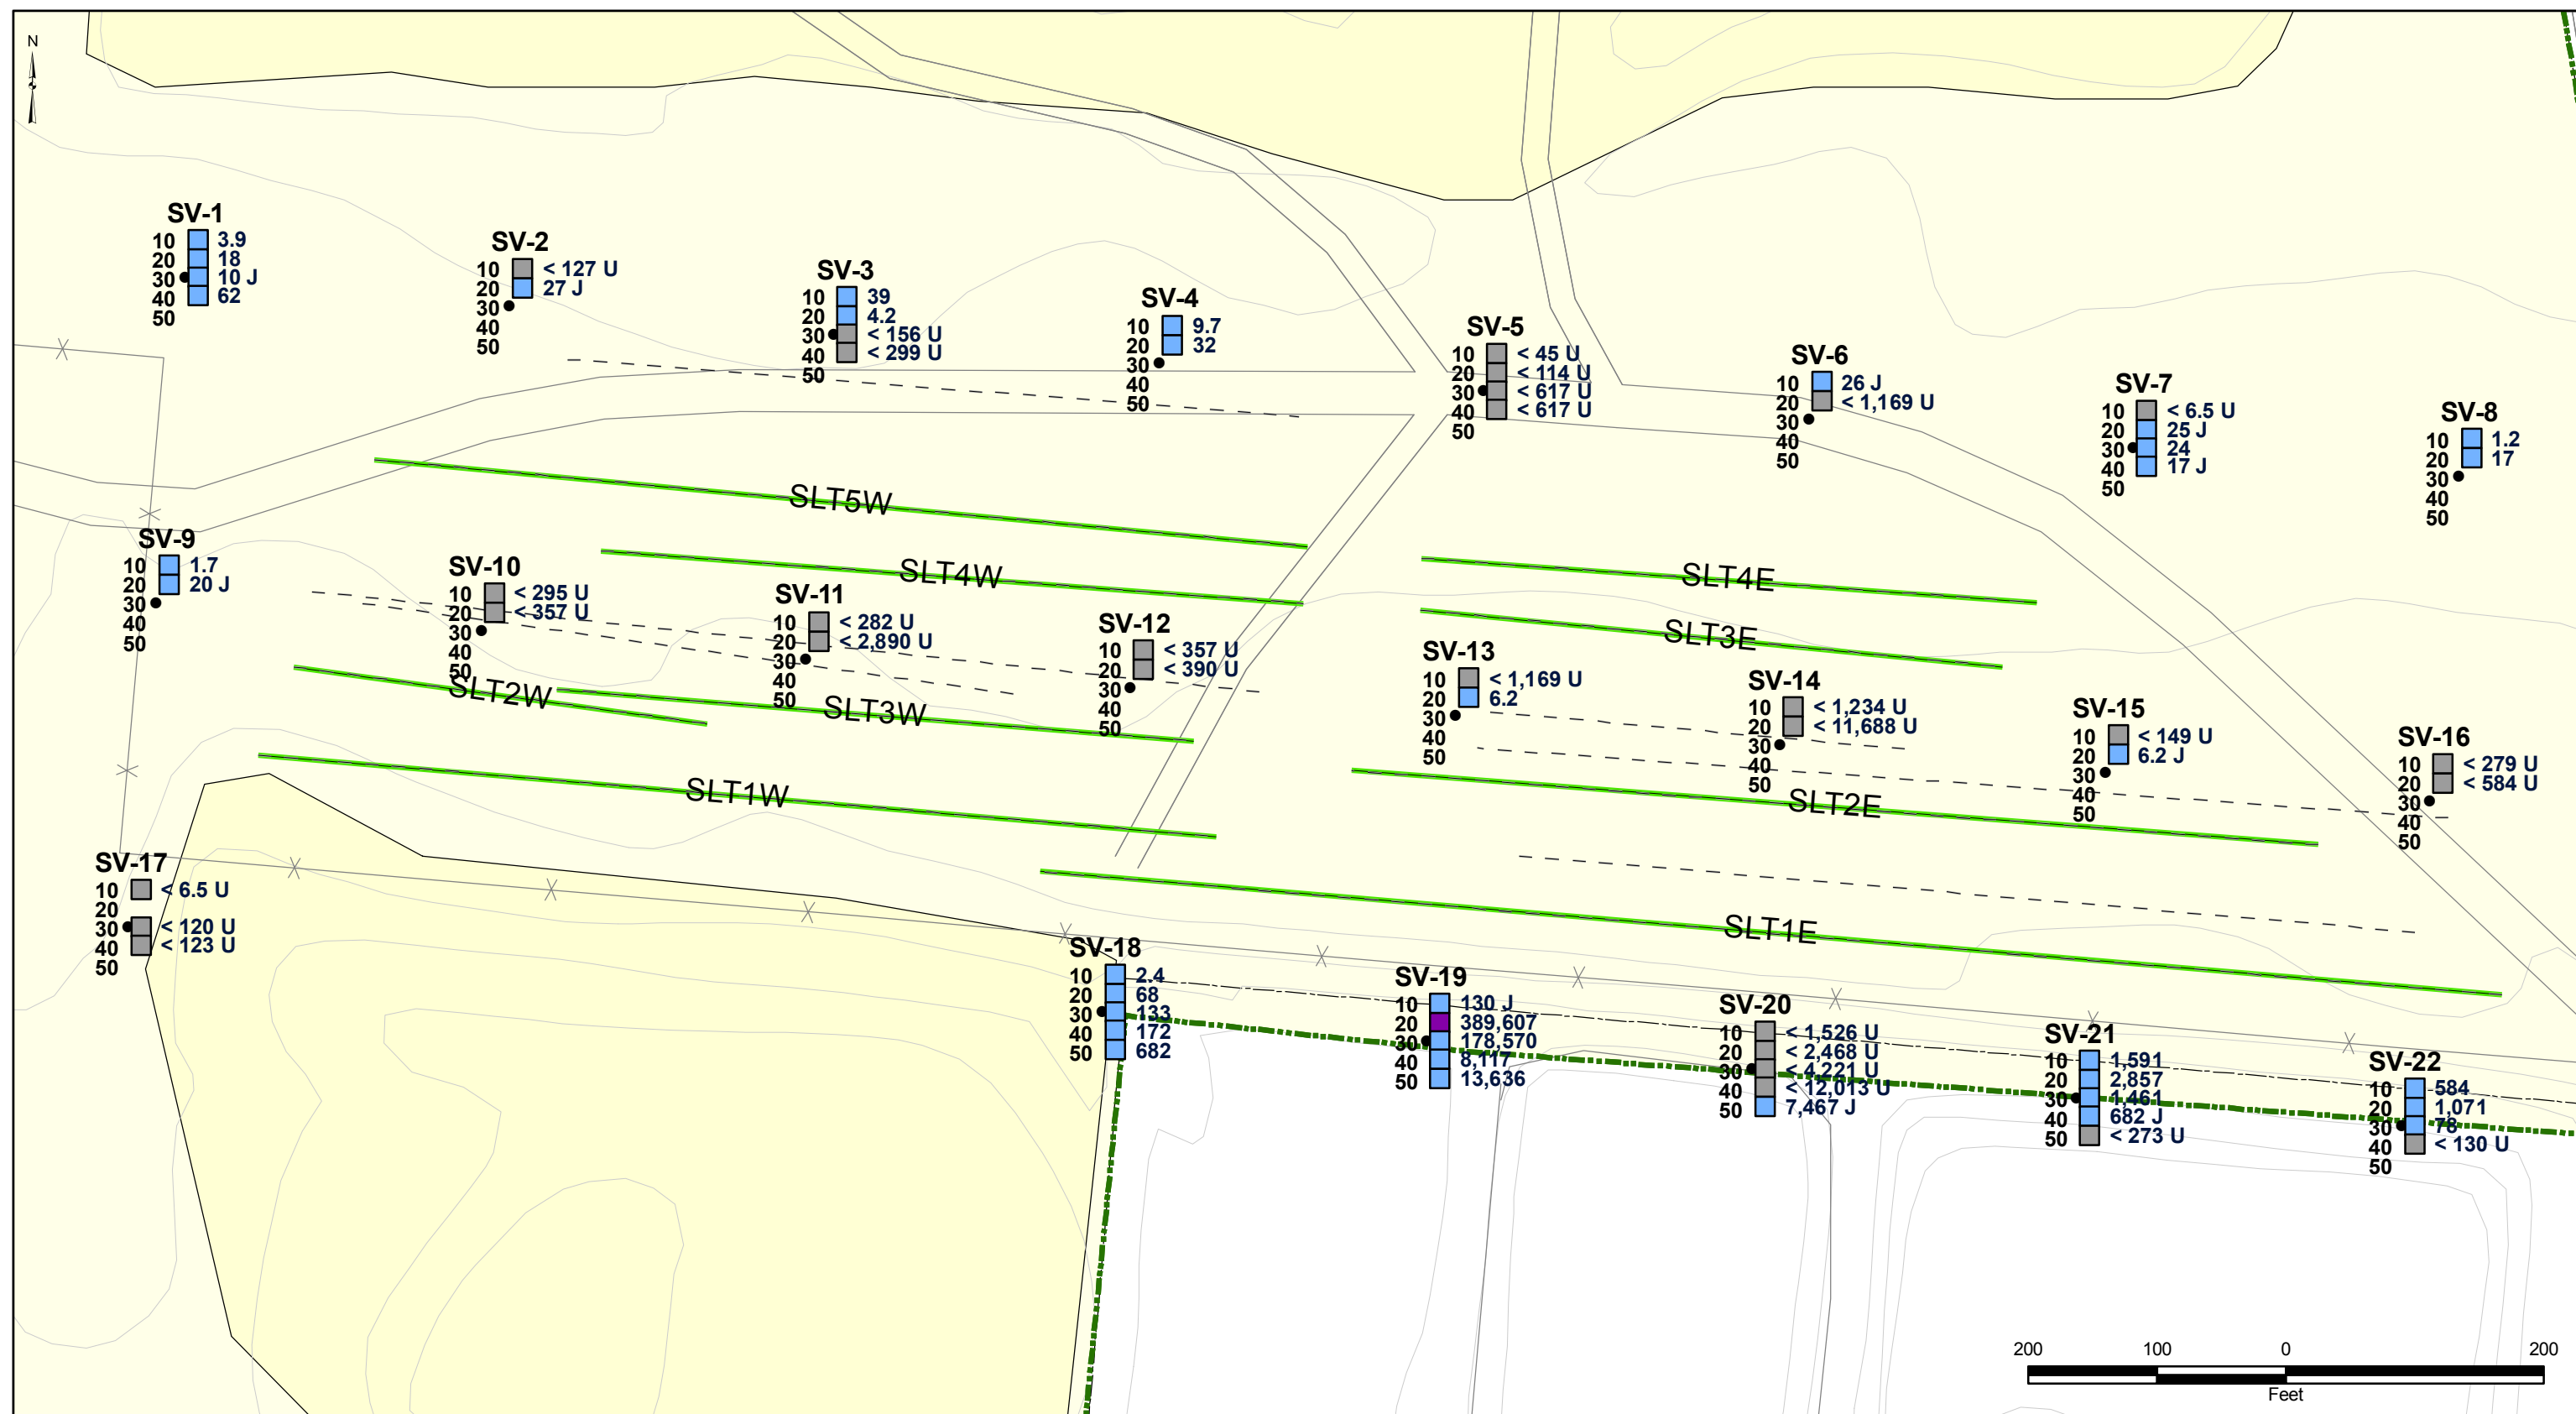 N
SV-1
10 3.9
20 18
30 10 J
40 62
50
SV-2
10 < 127 U
20 27 J
30
40
50
SV-3
10 39
20 4.2
30 < 156 U
40 < 299 U
50
SV-4
10 9.7
20 32
30
40
50
SV-5
10 < 45 U
20 < 114 U
30 < 617 U
40 < 617 U
50
SV-6
10 26 J
20 < 1,169 U
30
40
50
SV-7
10 < 6.5 U
20 25 J
30 24
40 17 J
50
SV-8
10 1.2
20 17
30
40
50
SLT5W
SLT4W
SLT4E
SLT3E
SV-9
10 1.7
20 20 J
30
40
50
SV-10
10 < 295 U
20 < 357 U
30
40
50
SV-11
10 < 282 U
20 < 2,890 U
30
40
50
SV-12
10 < 357 U
20 < 390 U
30
40
50
SV-13
10 < 1,169 U
20 6.2
30
40
50
SV-14
10 < 1,234 U
20 < 11,688 U
30
40
50
SV-15
10 < 149 U
20 6.2 J
30
40
50
SV-16
10 < 279 U
20 < 584 U
30
40
50
SLT2W
SLT3W
SLT1W
SLT2E
SLT1E
SV-17
10 < 6.5 U
20
30 < 120 U
40 < 123 U
50
SV-18
10 2.4
20 68
30 133
40 172
50 682
SV-19
10 130 J
20 389,607
30 178,570
40 8,117
50 13,636
SV-20
10 < 1,526 U
20 < 2,468 U
30 < 4,221 U
40 < 12,013 U
50 7,467 J
SV-21
10 1,591
20 2,857
30 1,461
40 682 J
50 < 273 U
SV-22
10 584
20 1,071
30 78
40 < 130 U
50
200 100 0 200
Feet